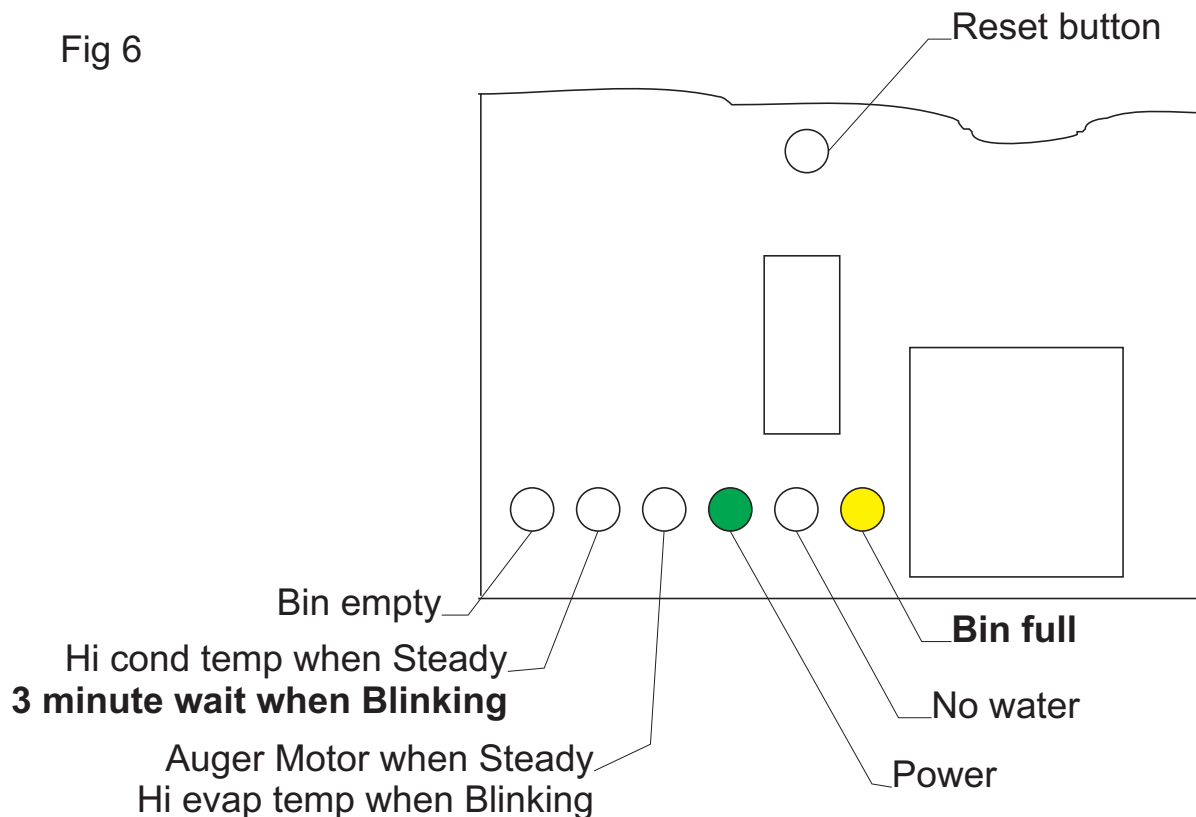 Fig 6
Reset button
Bin empty
Hi cond temp when Steady
3 minute wait when Blinking
Auger Motor when Steady
Hi evap temp when Blinking
Bin full
No water
Power